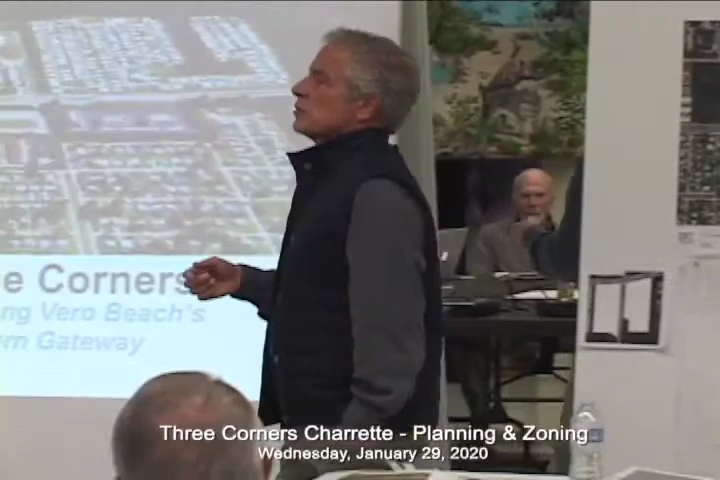 e Corners
ng Vero Beach's
rn Gateway
Three Corners Charrette - Planning & Zoning
Wednesday, January 29, 2020